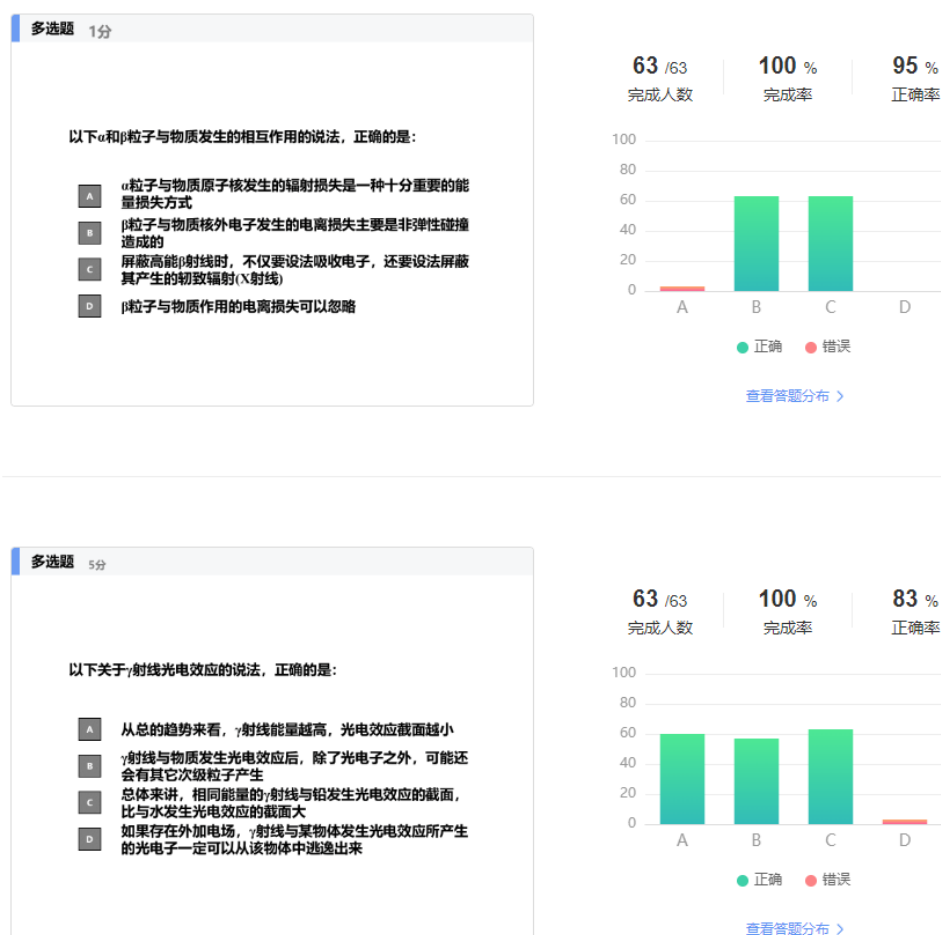 多选题 1分
以下α和β粒子与物质发生的相互作用的说法，正确的是：
A α粒子与物质原子核发生的辐射损失是一种十分重要的能
量损失方式
B β粒子与物质核外电子发生的电离损失主要是非弹性碰撞
造成的
C 屏蔽高能β射线时，不仅要设法吸收电子，还要设法屏蔽
其产生的轫致辐射(X射线)
D β粒子与物质作用的电离损失可以忽略
63 /63 100 % 95 %
完成人数 完成率 正确率
100
80
60
40
20
0
A B C D
正确 错误
查看答题分布 >
多选题 5分
以下关于γ射线光电效应的说法，正确的是：
A 从总的趋势来看，γ射线能量越高，光电效应截面越小
B γ射线与物质发生光电效应后，除了光电子之外，可能还
会有其它次级粒子产生
C 总体来讲，相同能量的γ射线与铅发生光电效应的截面，
比与水发生光电效应的截面大
D 如果存在外加电场，γ射线与某物体发生光电效应所产生
的光电子一定可以从该物体中逃逸出来
63 /63 100 % 83 %
完成人数 完成率 正确率
100
80
60
40
20
0
A B C D
正确 错误
查看答题分布 >